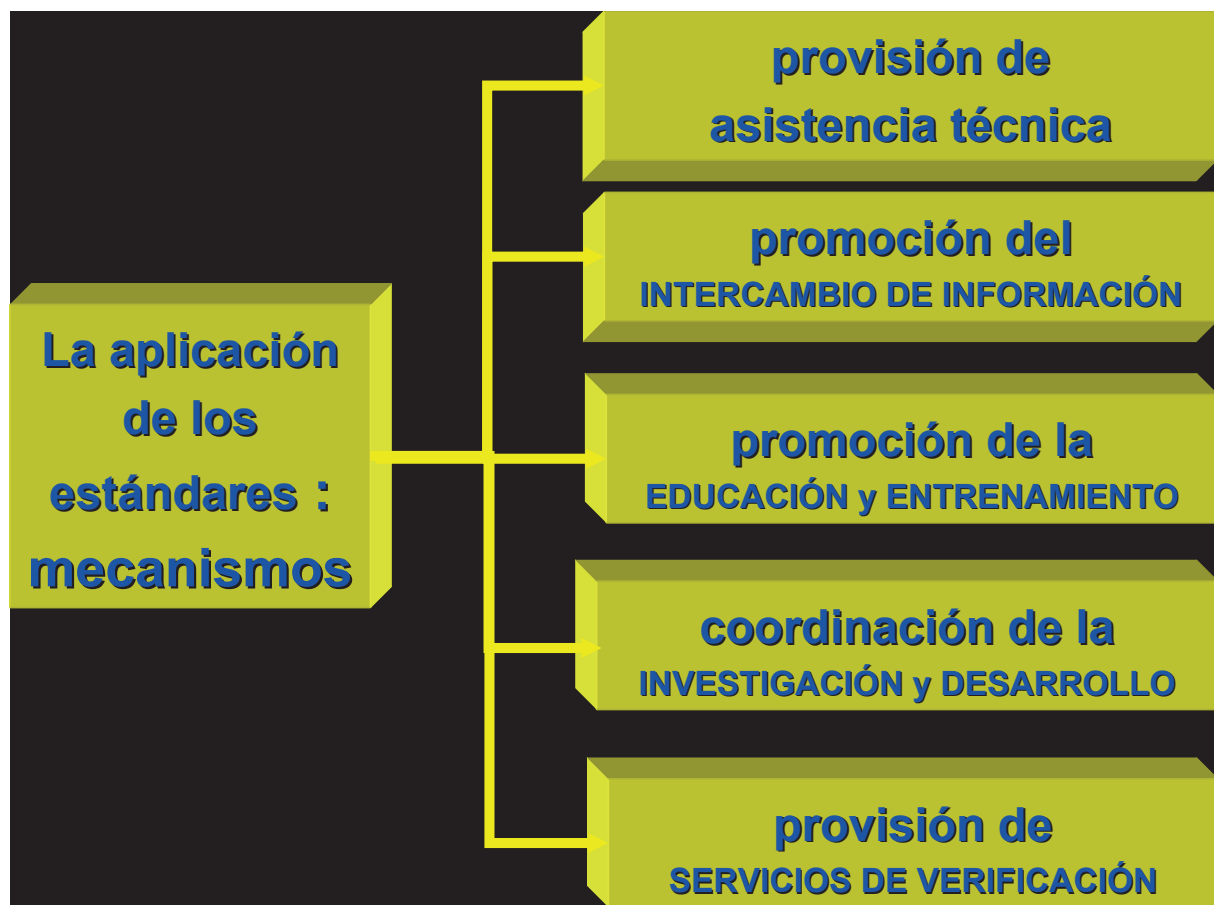 La aplicación
de los
estándares :
mecanismos
provisión de
asistencia técnica
promoción del
INTERCAMBIO DE INFORMACIÓN
promoción de la
EDUCACIÓN y ENTRENAMIENTO
coordinación de la
INVESTIGACIÓN y DESARROLLO
provisión de
SERVICIOS DE VERIFICACIÓN